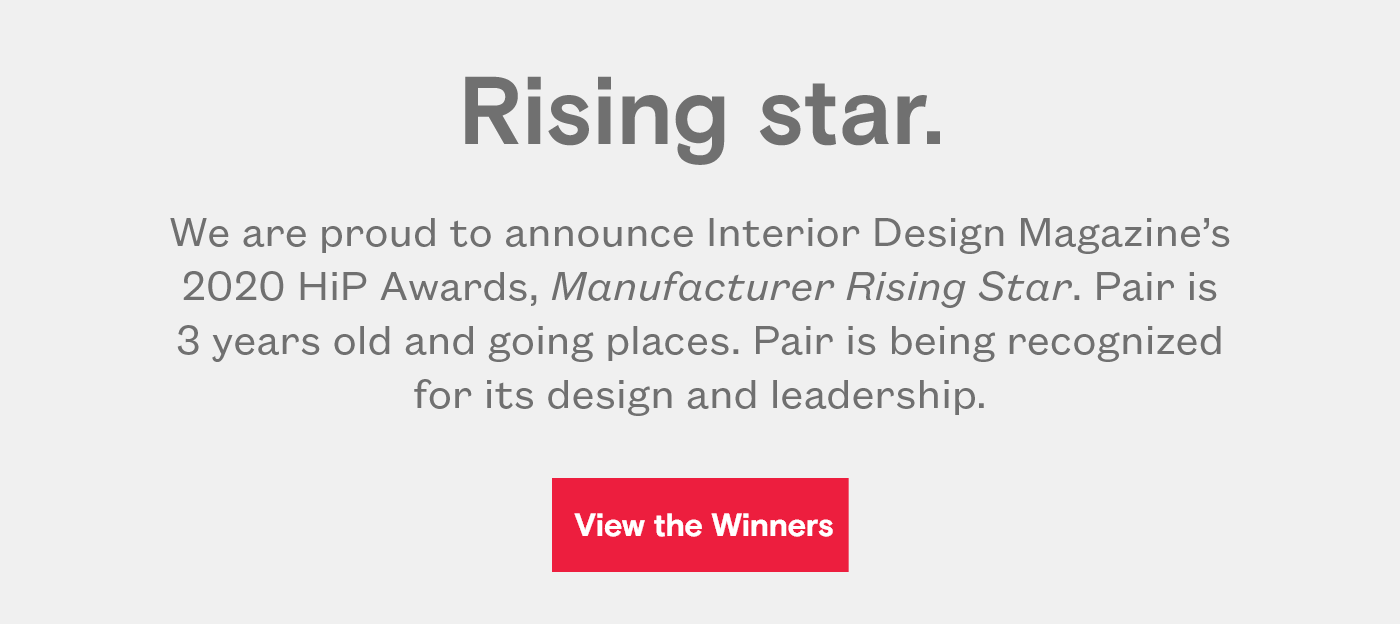 Rising star.
We are proud to announce Interior Design Magazine’s
2020 HiP Awards, Manufacturer Rising Star. Pair is
3 years old and going places. Pair is being recognized
for its design and leadership.
View the Winners